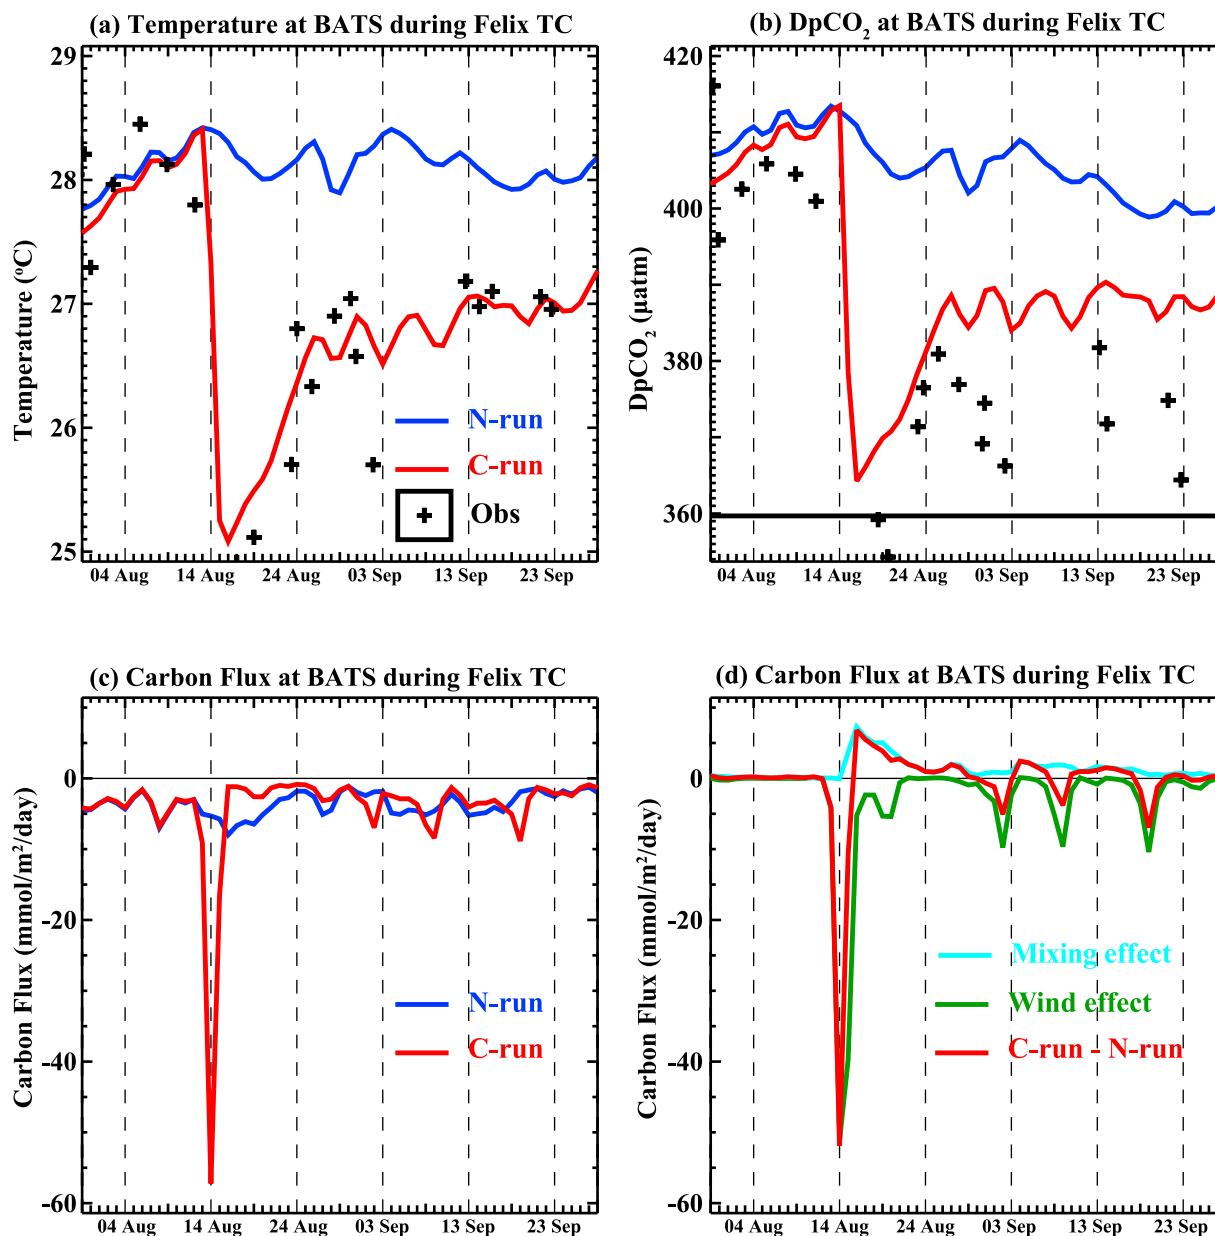 (a) Temperature at BATS during Felix TC
29
28
27
26
25
Temperature (°C)
N-run
C-run
Obs
04 Aug 14 Aug 24 Aug 03 Sep 13 Sep 23 Sep
(b) DpCO₂ at BATS during Felix TC
420
400
380
360
DpCO₂ (µatm)
04 Aug 14 Aug 24 Aug 03 Sep 13 Sep 23 Sep
(c) Carbon Flux at BATS during Felix TC
0
-20
-40
-60
Carbon Flux (mmol/m²/day)
N-run
C-run
04 Aug 14 Aug 24 Aug 03 Sep 13 Sep 23 Sep
(d) Carbon Flux at BATS during Felix TC
0
-20
-40
-60
Carbon Flux (mmol/m²/day)
Mixing effect
Wind effect
C-run - N-run
04 Aug 14 Aug 24 Aug 03 Sep 13 Sep 23 Sep